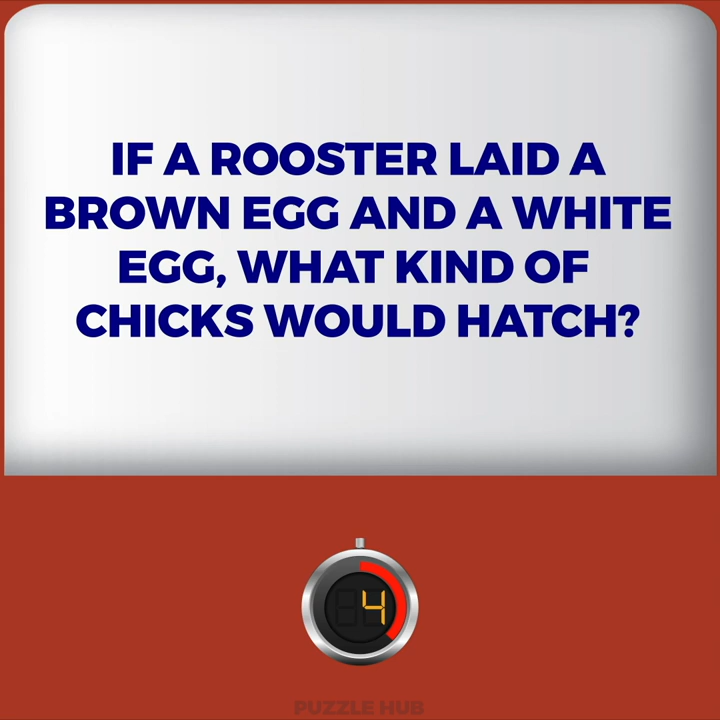 IF A ROOSTER LAID A
BROWN EGG AND A WHITE
EGG, WHAT KIND OF
CHICKS WOULD HATCH?
4
PUZZLE HUB